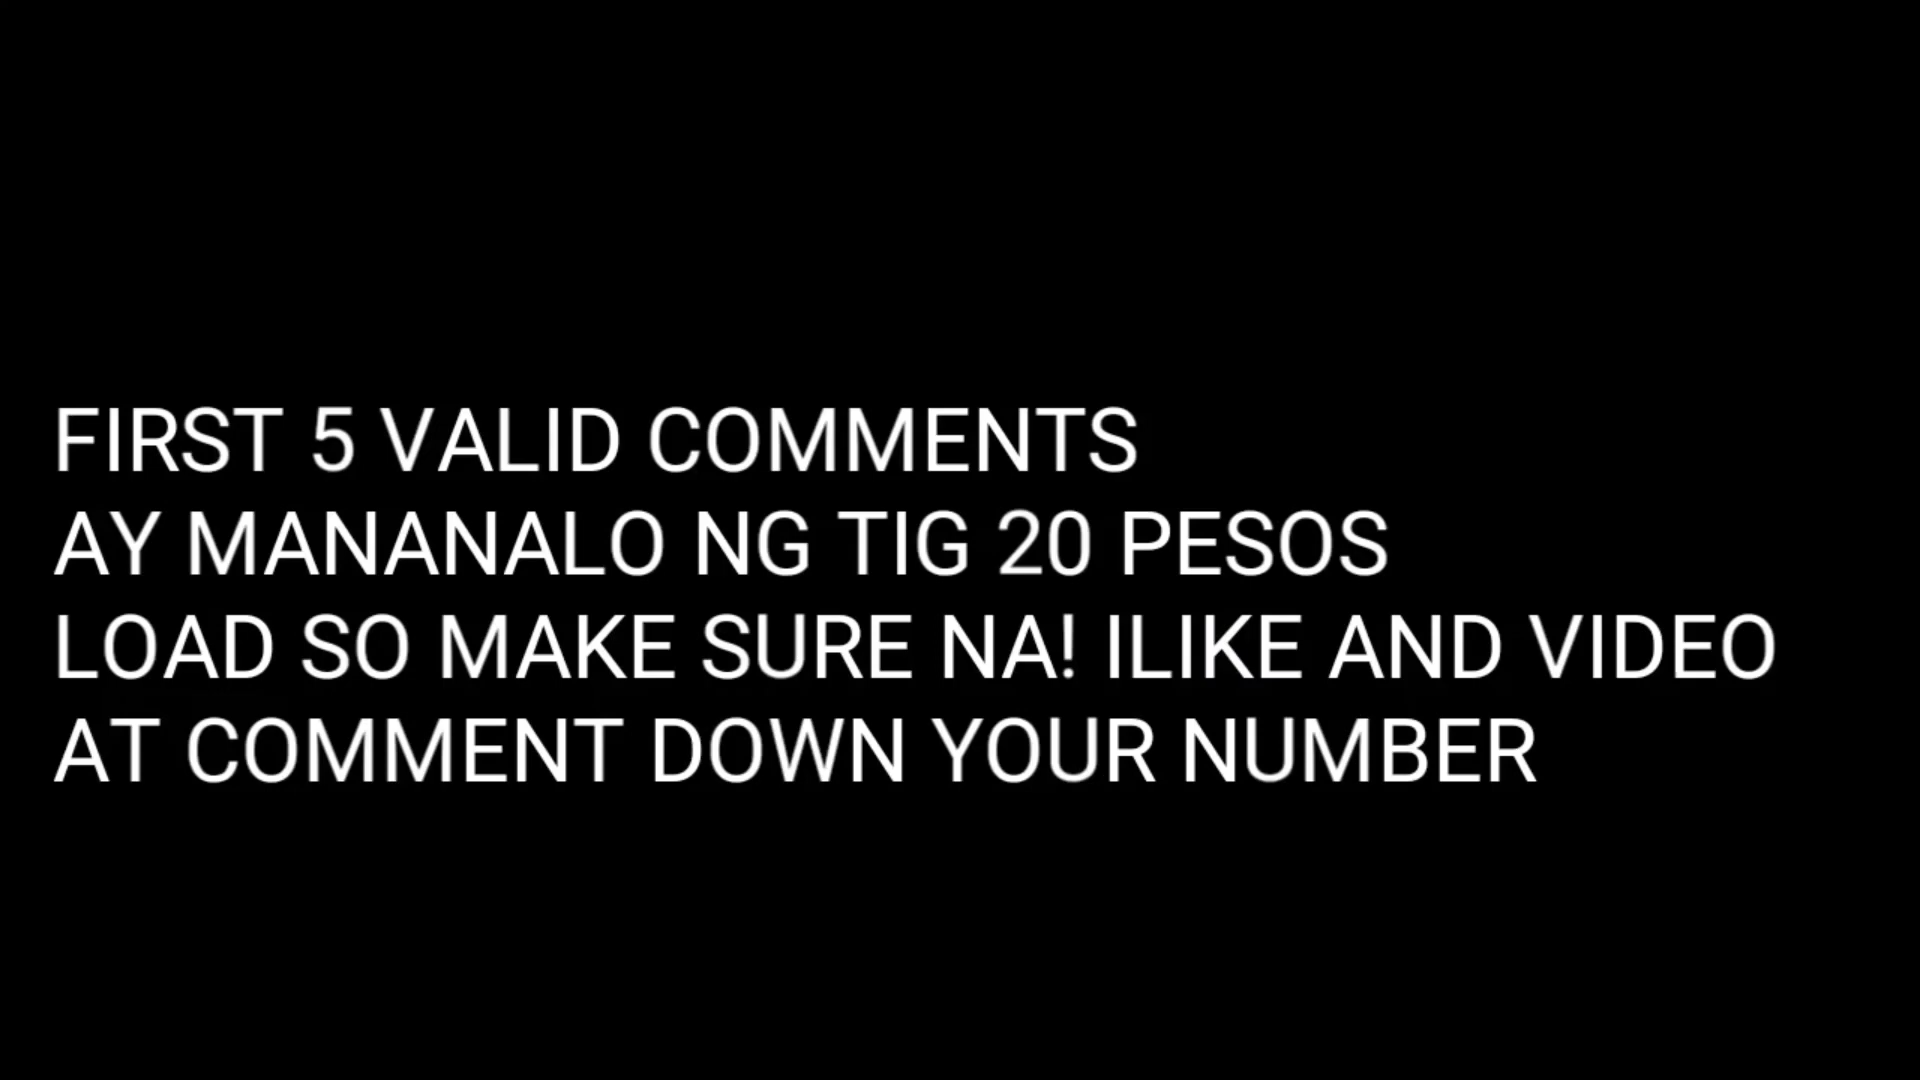 FIRST 5 VALID COMMENTS
AY MANANALO NG TIG 20 PESOS
LOAD SO MAKE SURE NA! ILIKE AND VIDEO
AT COMMENT DOWN YOUR NUMBER